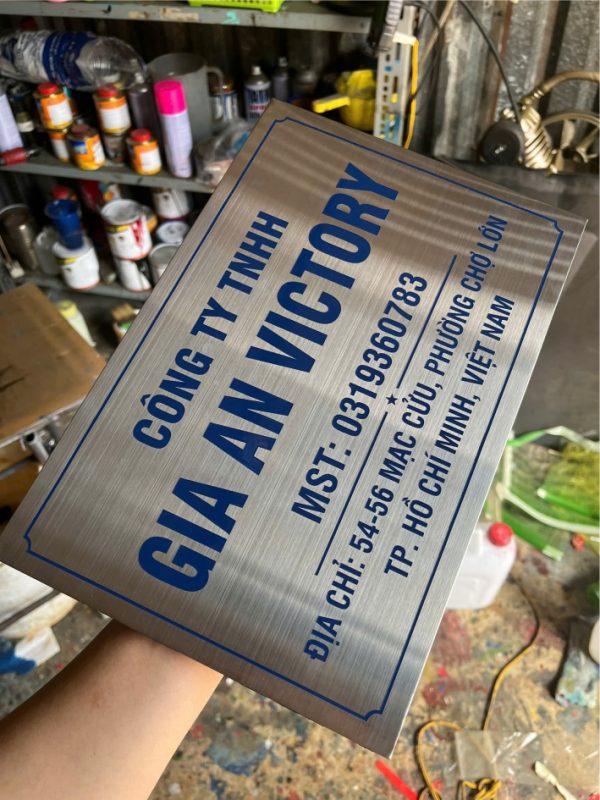 CÔNG TY TNHH
GIA AN VICTORY
MST: 0319360783
ĐỊA CHỈ: 54-56 MẠC CỬU, PHƯỜNG CHỢ LỚN
TP. HỒ CHÍ MINH, VIỆT NAM